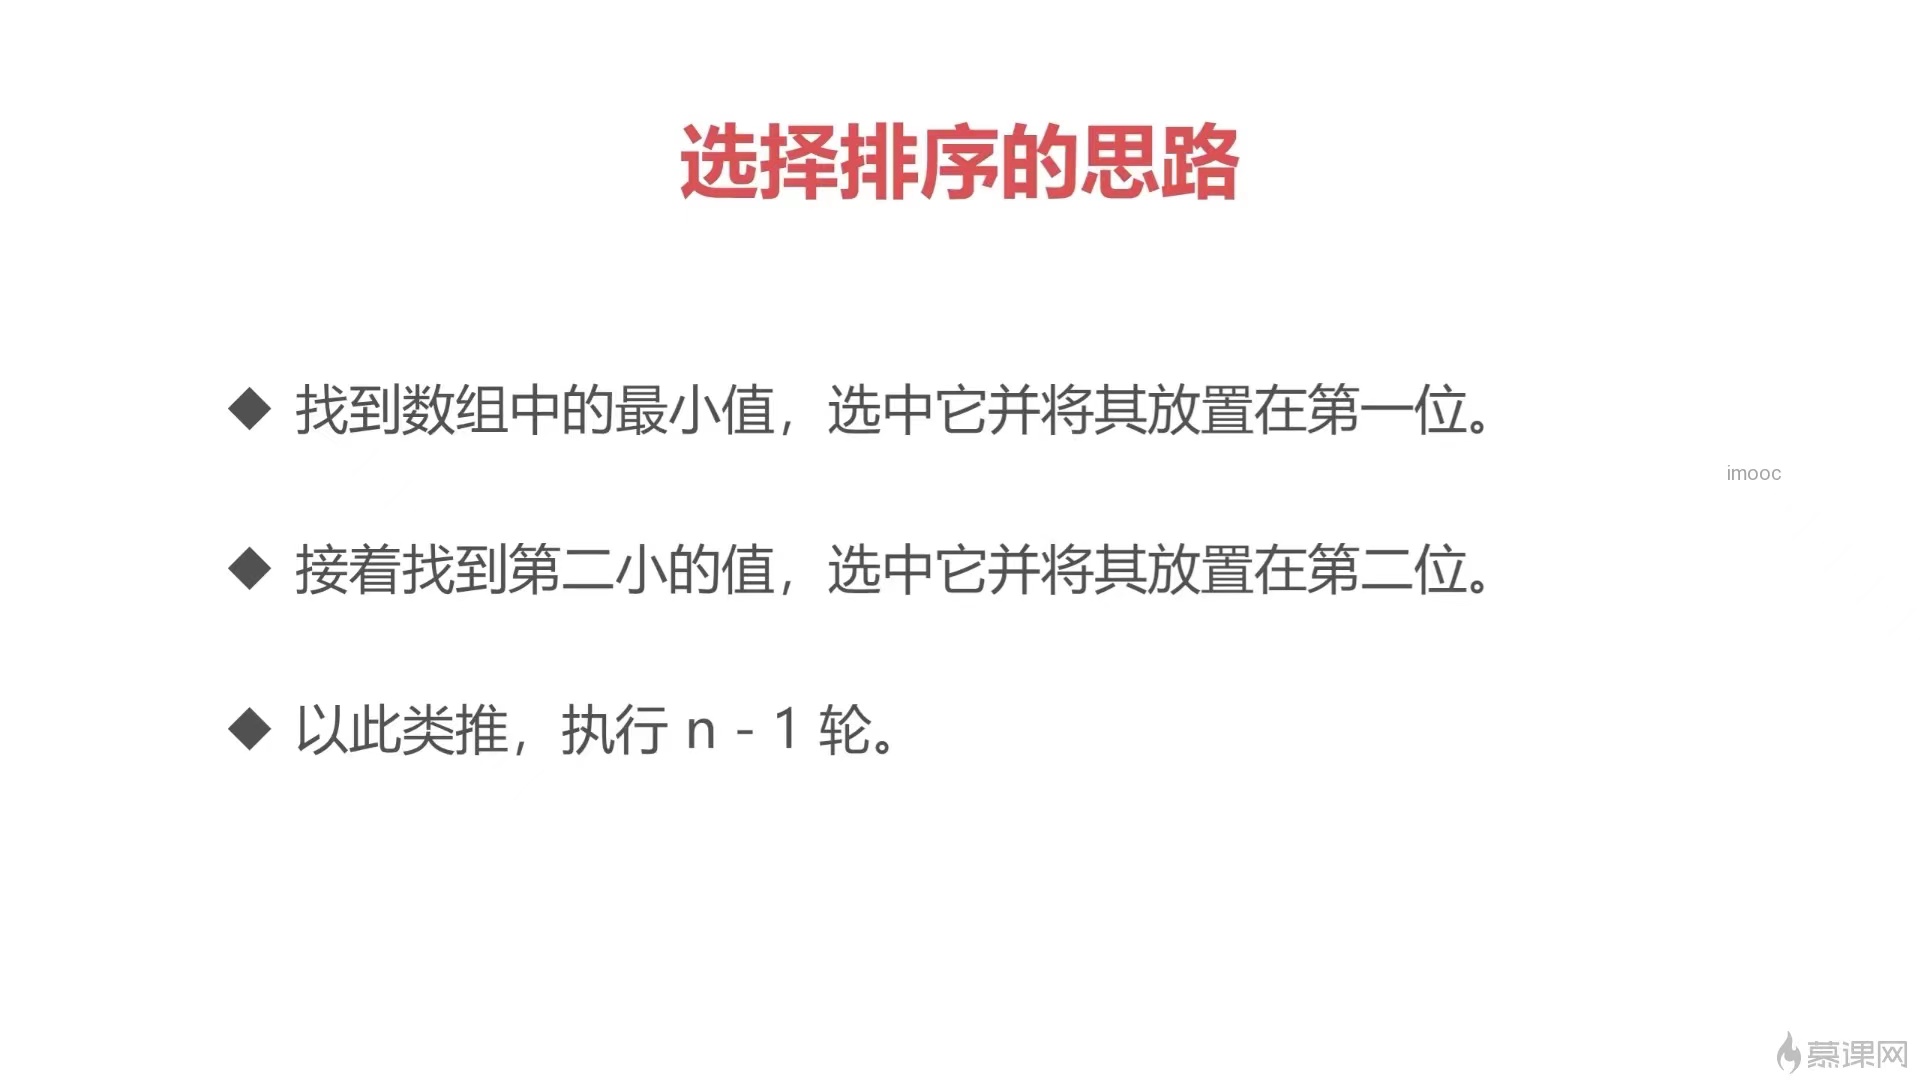 选择排序的思路
◆ 找到数组中的最小值，选中它并将其放置在第一位。
imooc
◆ 接着找到第二小的值，选中它并将其放置在第二位。
◆ 以此类推，执行 n - 1 轮。
慕课网